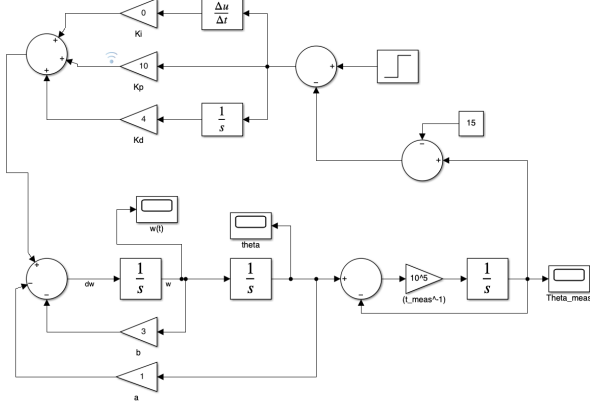 0
Δu
Δt
Ki
10
Kp
4
1
s
Kd
15
w(t)
theta
dw
1
s
w
1
s
10^5
(t_meas^-1)
1
s
Theta_meas
3
b
1
a